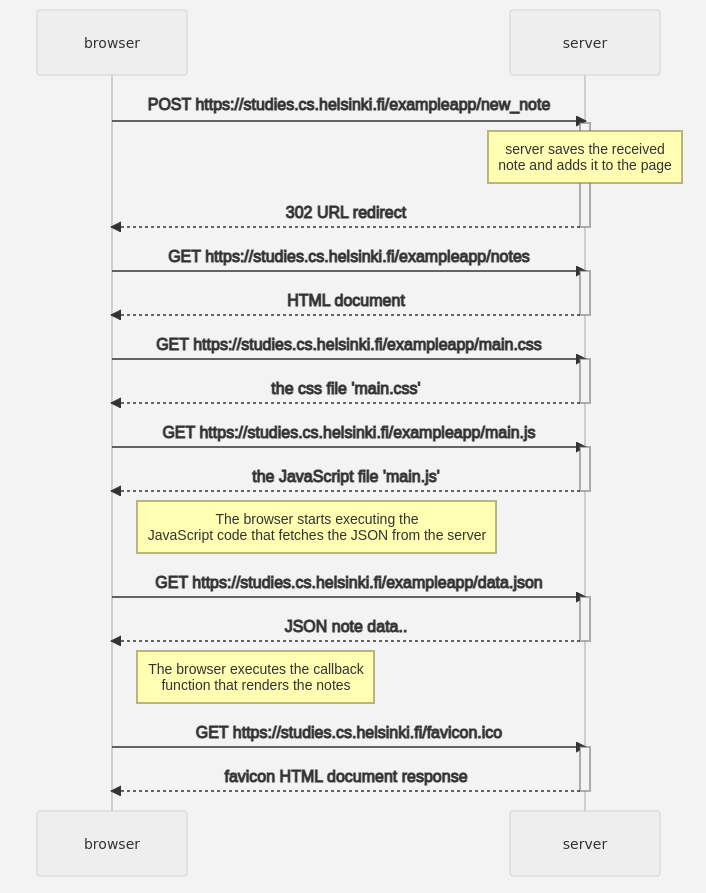 browser
server
POST https://studies.cs.helsinki.fi/exampleapp/new_note
server saves the received
note and adds it to the page
302 URL redirect
GET https://studies.cs.helsinki.fi/exampleapp/notes
HTML document
GET https://studies.cs.helsinki.fi/exampleapp/main.css
the css file 'main.css'
GET https://studies.cs.helsinki.fi/exampleapp/main.js
the JavaScript file 'main.js'
The browser starts executing the
JavaScript code that fetches the JSON from the server
GET https://studies.cs.helsinki.fi/exampleapp/data.json
JSON note data..
The browser executes the callback
function that renders the notes
GET https://studies.cs.helsinki.fi/favicon.ico
favicon HTML document response
browser
server